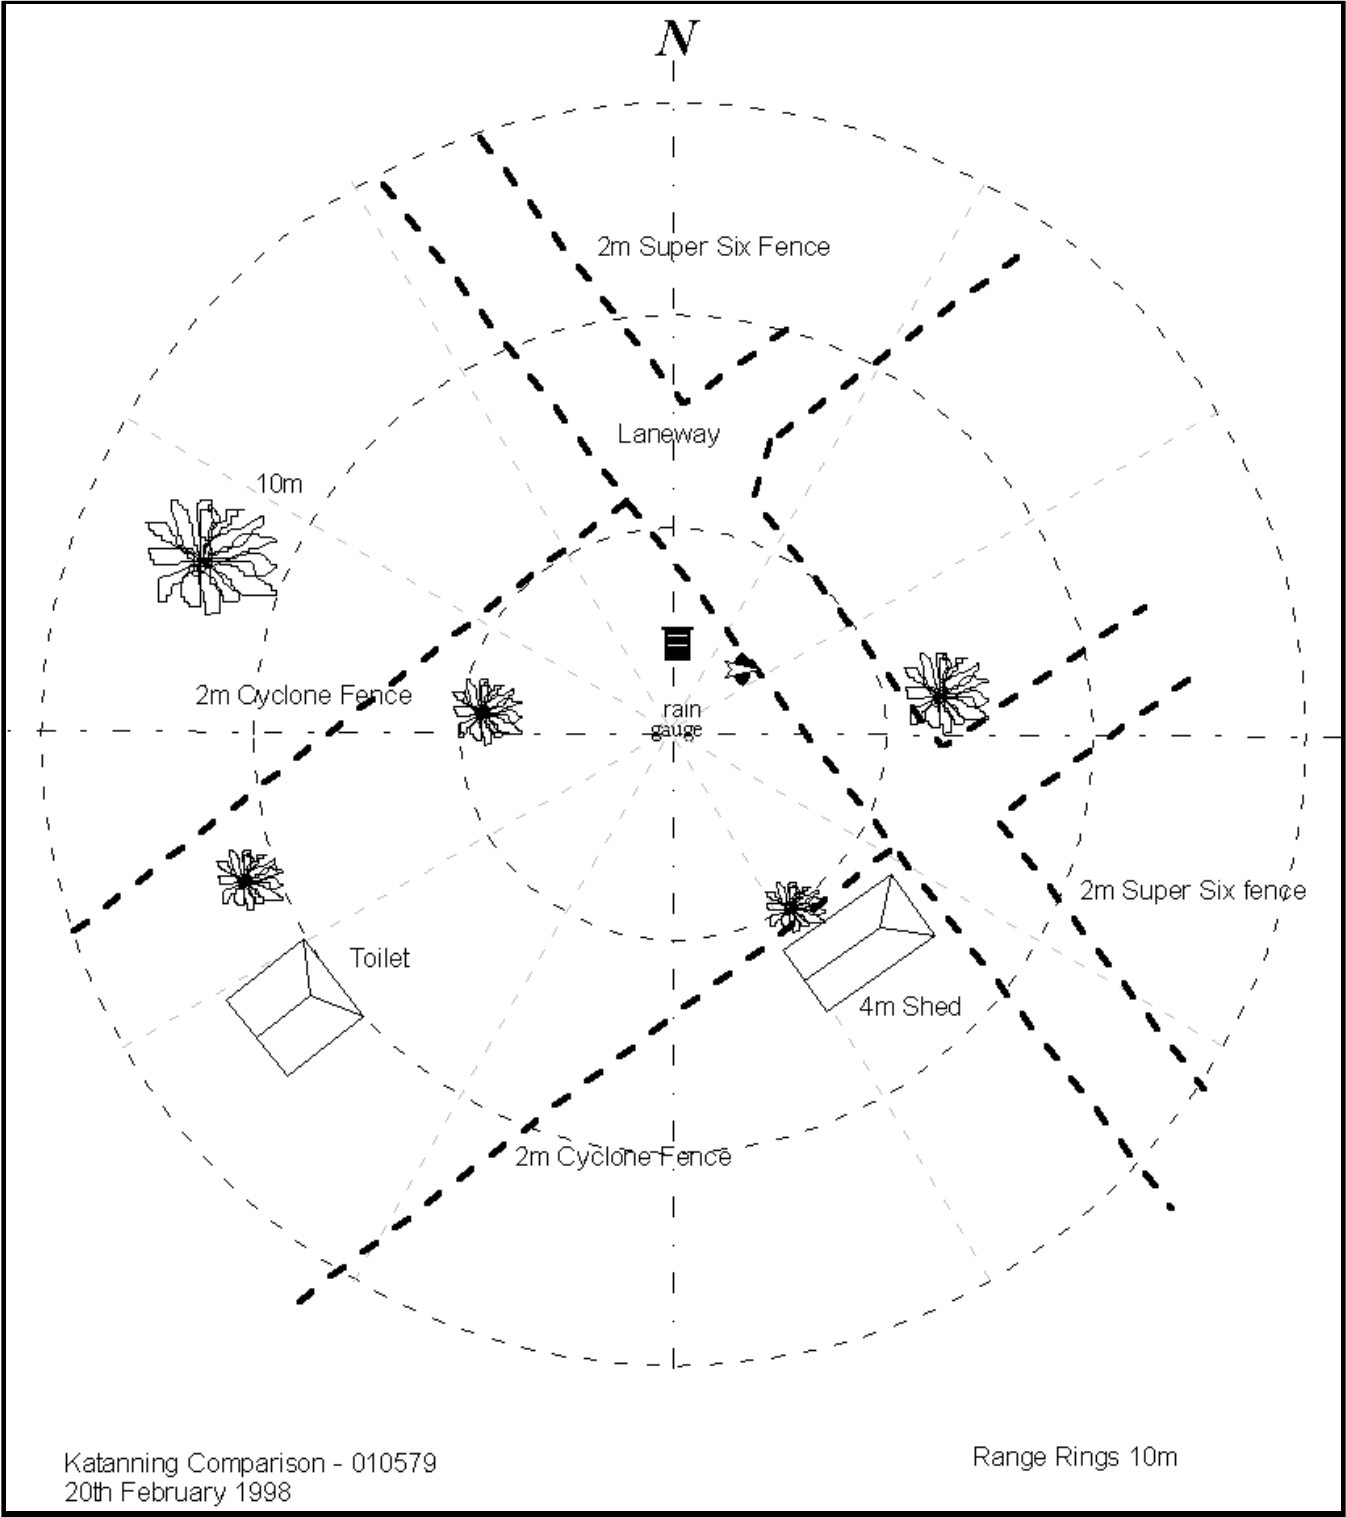 N
2m Super Six Fence
Laneway
10m
2m Cyclone Fence
rain
gauge
2m Super Six fence
Toilet
4m Shed
2m Cyclone Fence
Katanning Comparison - 010579
20th February 1998
Range Rings 10m